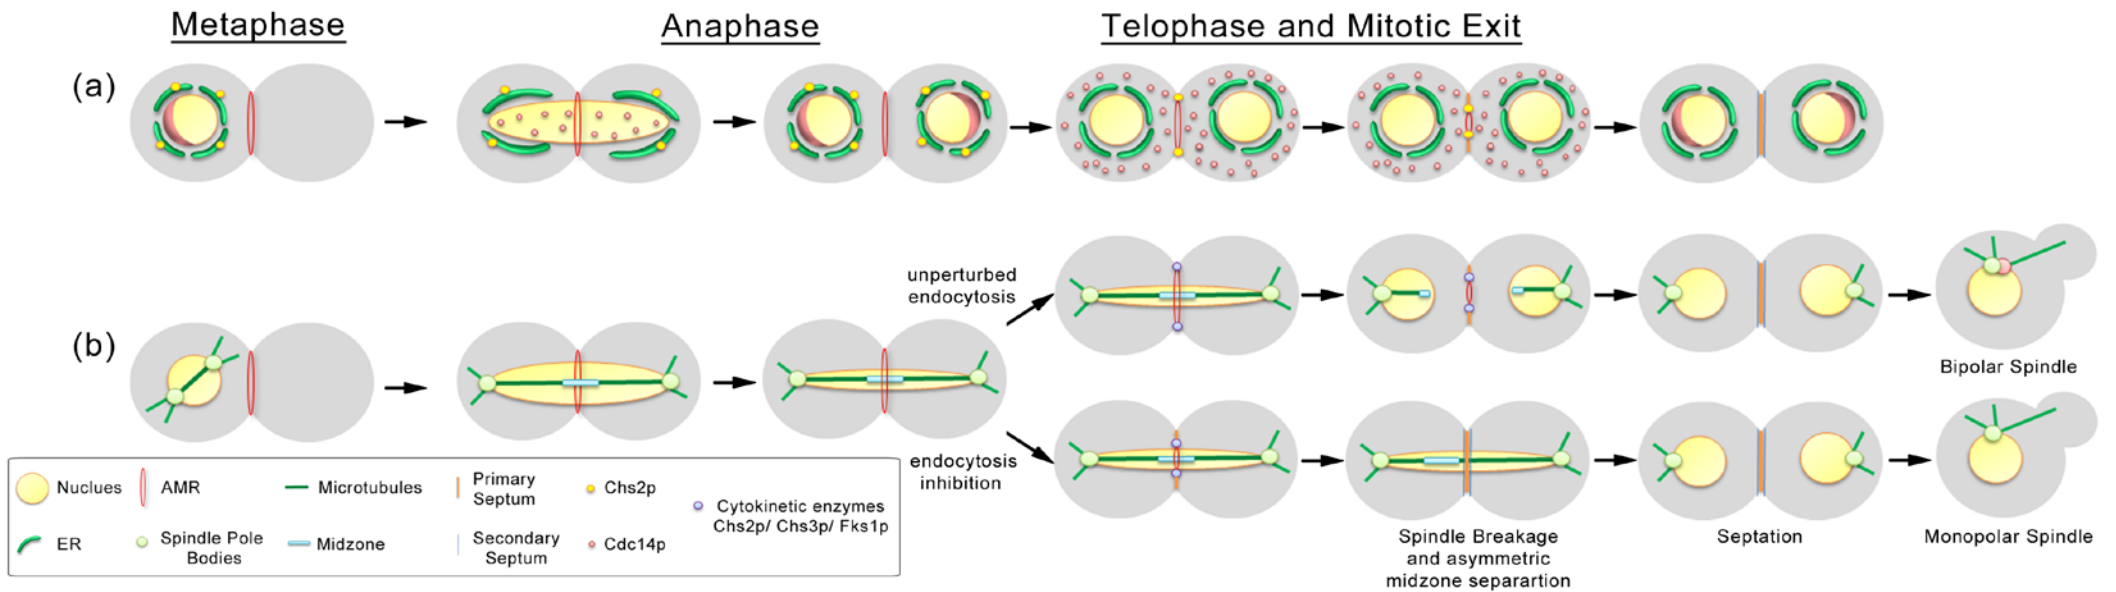 Metaphase
Anaphase
Telophase and Mitotic Exit
(a)
unperturbed
endocytosis
(b)
Bipolar Spindle
endocytosis
inhibition
Nuclues
AMR
Microtubules
Primary
Septum
Chs2p
Cytokinetic enzymes
Chs2p/ Chs3p/ Fks1p
ER
Spindle Pole
Bodies
Midzone
Secondary
Septum
Cdc14p
Spindle Breakage
and asymmetric
midzone separartion
Septation
Monopolar Spindle